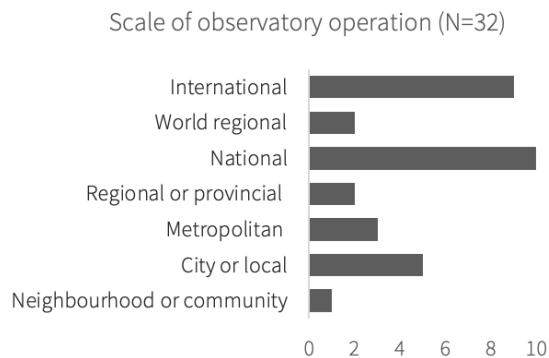 Scale of observatory operation (N=32)
International
World regional
National
Regional or provincial
Metropolitan
City or local
Neighbourhood or community
0 2 4 6 8 10